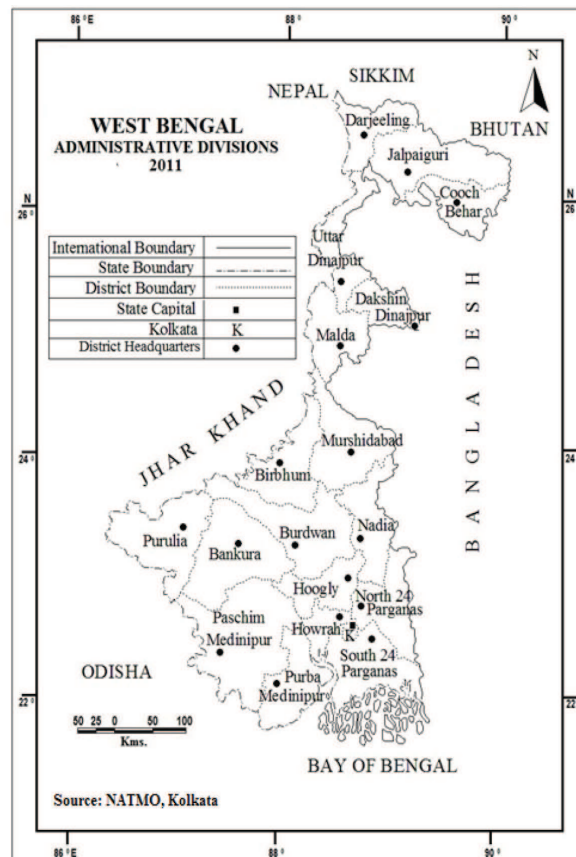 86° E
88°
90°
N
SIKKIM
NEPAL
WEST BENGAL
ADMINISTRATIVE DIVISIONS
2011
Darjeeling
BHUTAN
Jalpaiguri
Cooch
Behar
N
26°
N
26°
Uttar
Dinajpur
International Boundary
State Boundary
District Boundary
State Capital
Kolkata K
District Headquarters
Dakshin
Dinajpur
Malda
BANGLADESH
JHAR KHAND
Murshidabad
24°
24°
Birbhum
Purulia
Bankura
Burdwan
Nadia
Hoogly
North 24
Parganas
Paschim
Medinipur
Howrah
K
South 24
Parganas
ODISHA
Purba
Medinipur
22°
22°
50 25 0 50 100
Kms.
BAY OF BENGAL
Source: NATMO, Kolkata
86° E
88°
90°